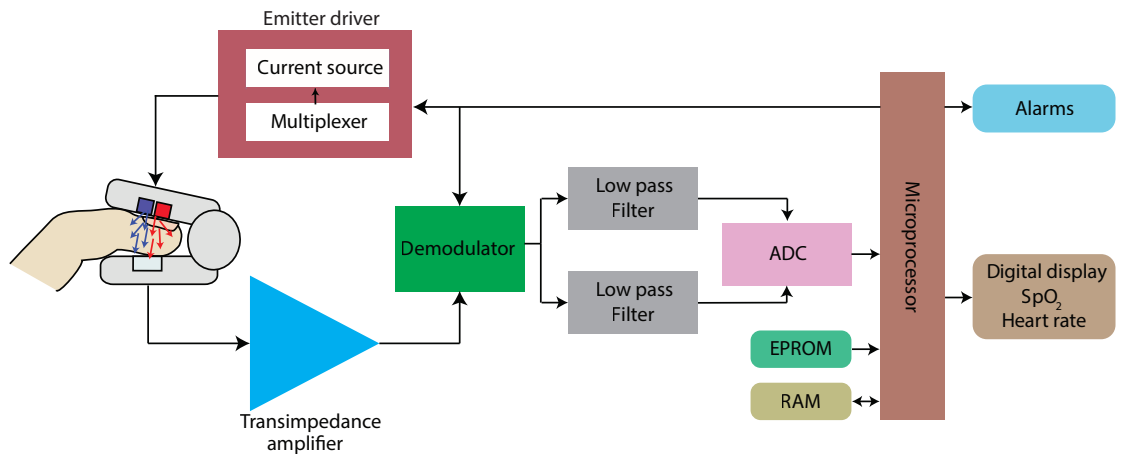 Emitter driver
Current source
Multiplexer
Alarms
Low pass
Filter
Demodulator
ADC
Microprocessor
Digital display
SpO₂
Heart rate
Low pass
Filter
EPROM
RAM
Transimpedance
amplifier